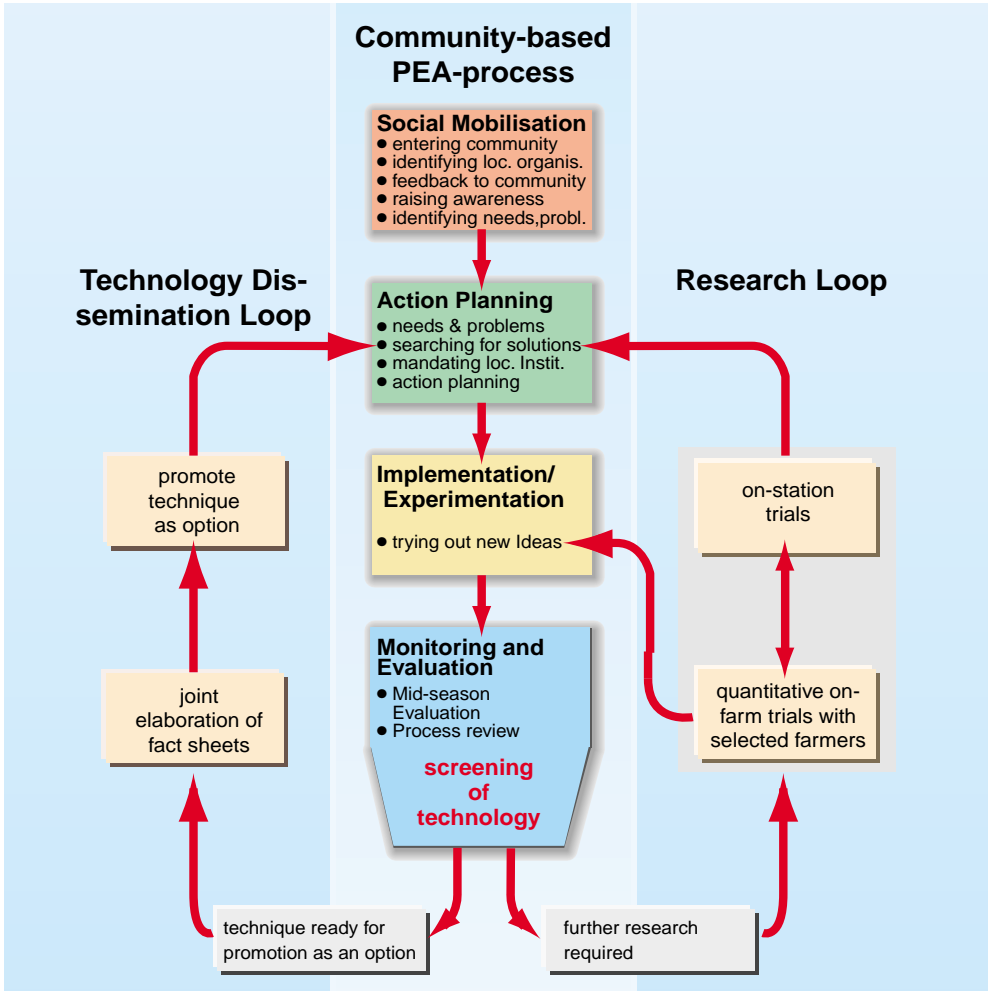 Community-based
PEA-process
Social Mobilisation
● entering community
● identifying loc. organis.
● feedback to community
● raising awareness
● identifying needs,probl.
Technology Dis-
semination Loop
Research Loop
Action Planning
● needs & problems
● searching for solutions
● mandating loc. Instit.
● action planning
promote
technique
as option
Implementation/
Experimentation
● trying out new Ideas
on-station
trials
joint
elaboration of
fact sheets
Monitoring and
Evaluation
● Mid-season
Evaluation
● Process review
screening
of
technology
quantitative on-
farm trials with
selected farmers
technique ready for
promotion as an option
further research
required